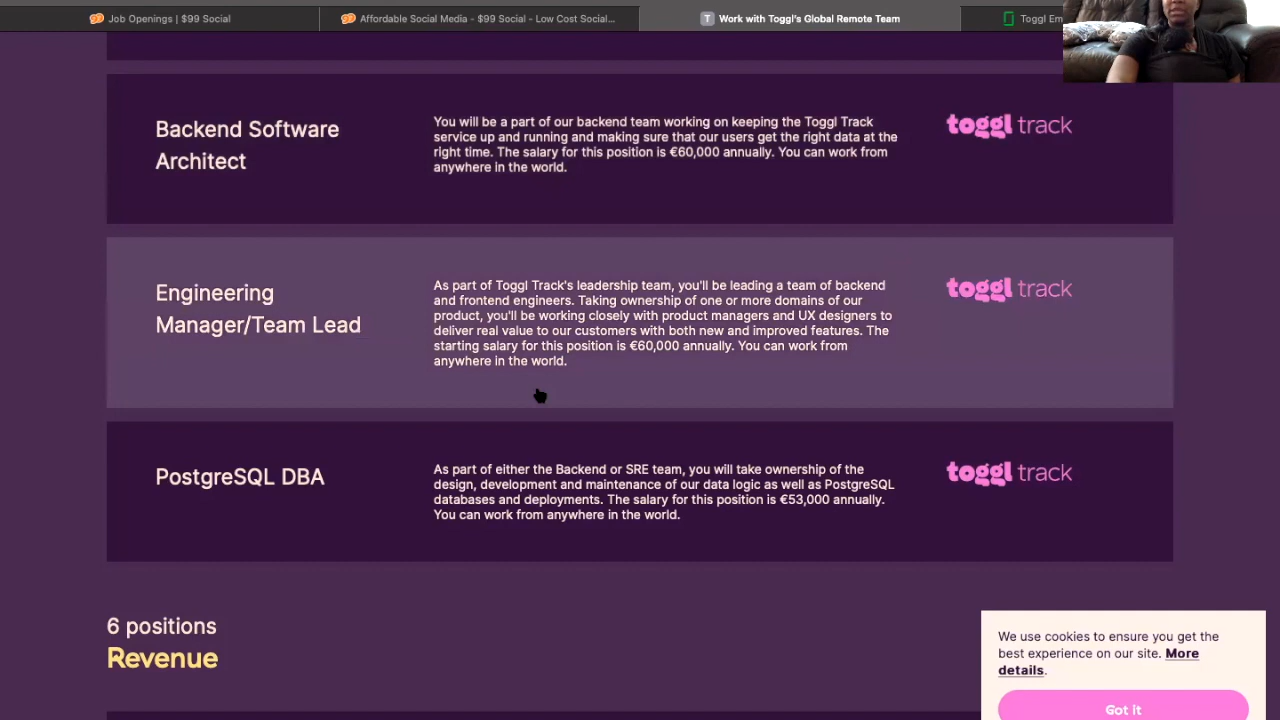 Job Openings | $99 Social
Affordable Social Media - $99 Social - Low Cost Social...
T Work with Toggl's Global Remote Team
Toggl Em
Backend Software
Architect
You will be a part of our backend team working on keeping the Toggl Track
service up and running and making sure that our users get the right data at the
right time. The salary for this position is €60,000 annually. You can work from
anywhere in the world.
toggl track
Engineering
Manager/Team Lead
As part of Toggl Track's leadership team, you'll be leading a team of backend
and frontend engineers. Taking ownership of one or more domains of our
product, you'll be working closely with product managers and UX designers to
deliver real value to our customers with both new and improved features. The
starting salary for this position is €60,000 annually. You can work from
anywhere in the world.
toggl track
PostgreSQL DBA
As part of either the Backend or SRE team, you will take ownership of the
design, development and maintenance of our data logic as well as PostgreSQL
databases and deployments. The salary for this position is €53,000 annually.
You can work from anywhere in the world.
toggl track
6 positions
Revenue
We use cookies to ensure you get the
best experience on our site. More
details.
Got it